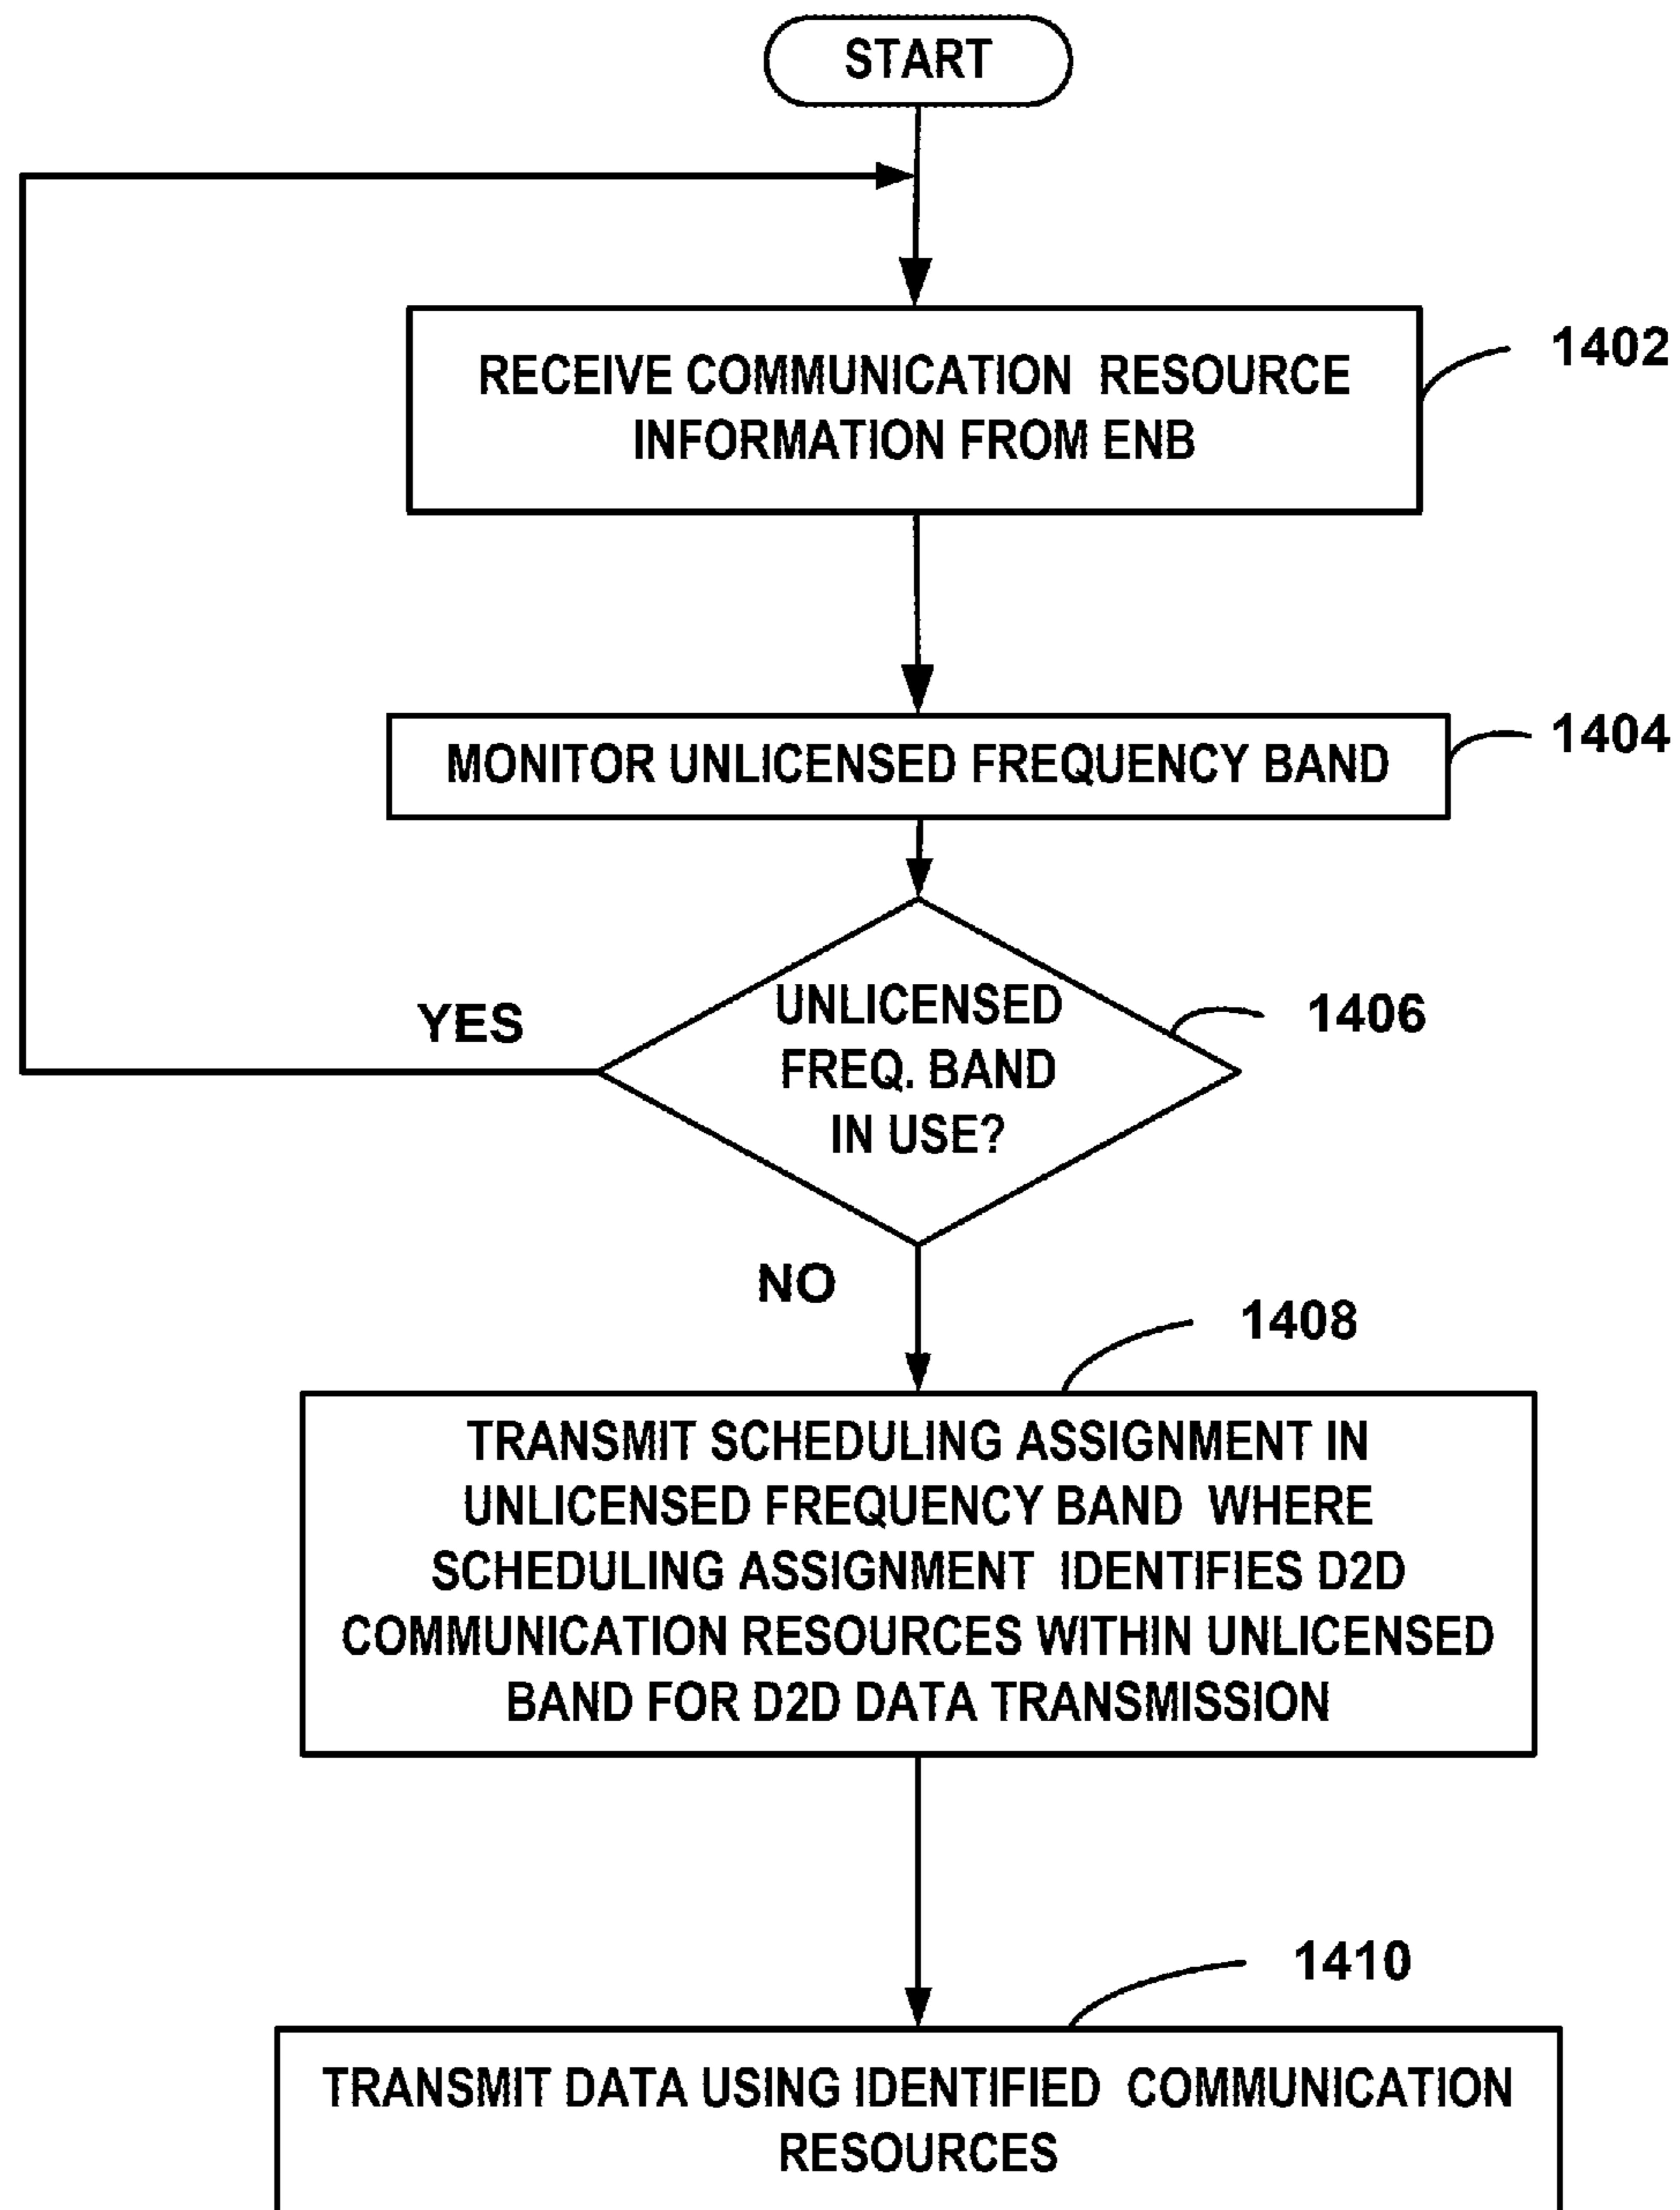 START
RECEIVE COMMUNICATION RESOURCE
INFORMATION FROM ENB
1402
MONITOR UNLICENSED FREQUENCY BAND
1404
UNLICENSED
FREQ. BAND
IN USE?
1406
YES
NO
1408
TRANSMIT SCHEDULING ASSIGNMENT IN
UNLICENSED FREQUENCY BAND WHERE
SCHEDULING ASSIGNMENT IDENTIFIES D2D
COMMUNICATION RESOURCES WITHIN UNLICENSED
BAND FOR D2D DATA TRANSMISSION
1410
TRANSMIT DATA USING IDENTIFIED COMMUNICATION
RESOURCES